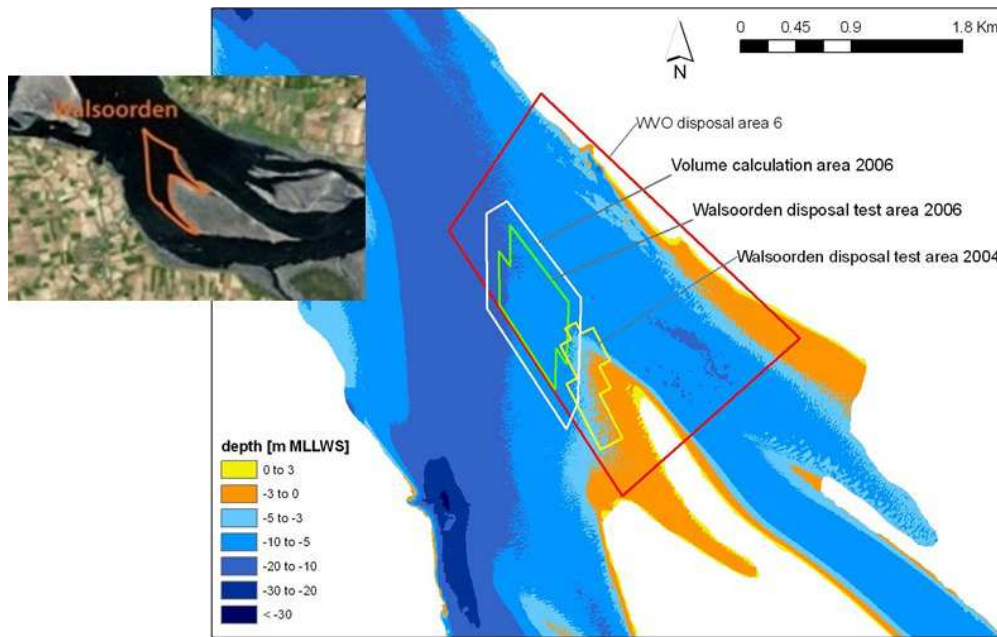 0 0.45 0.9 1.8 Km
N
Walsoorden
WVO disposal area 6
Volume calculation area 2006
Walsoorden disposal test area 2006
Walsoorden disposal test area 2004
depth [m MLLWS]
0 to 3
-3 to 0
-5 to -3
-10 to -5
-20 to -10
-30 to -20
< -30